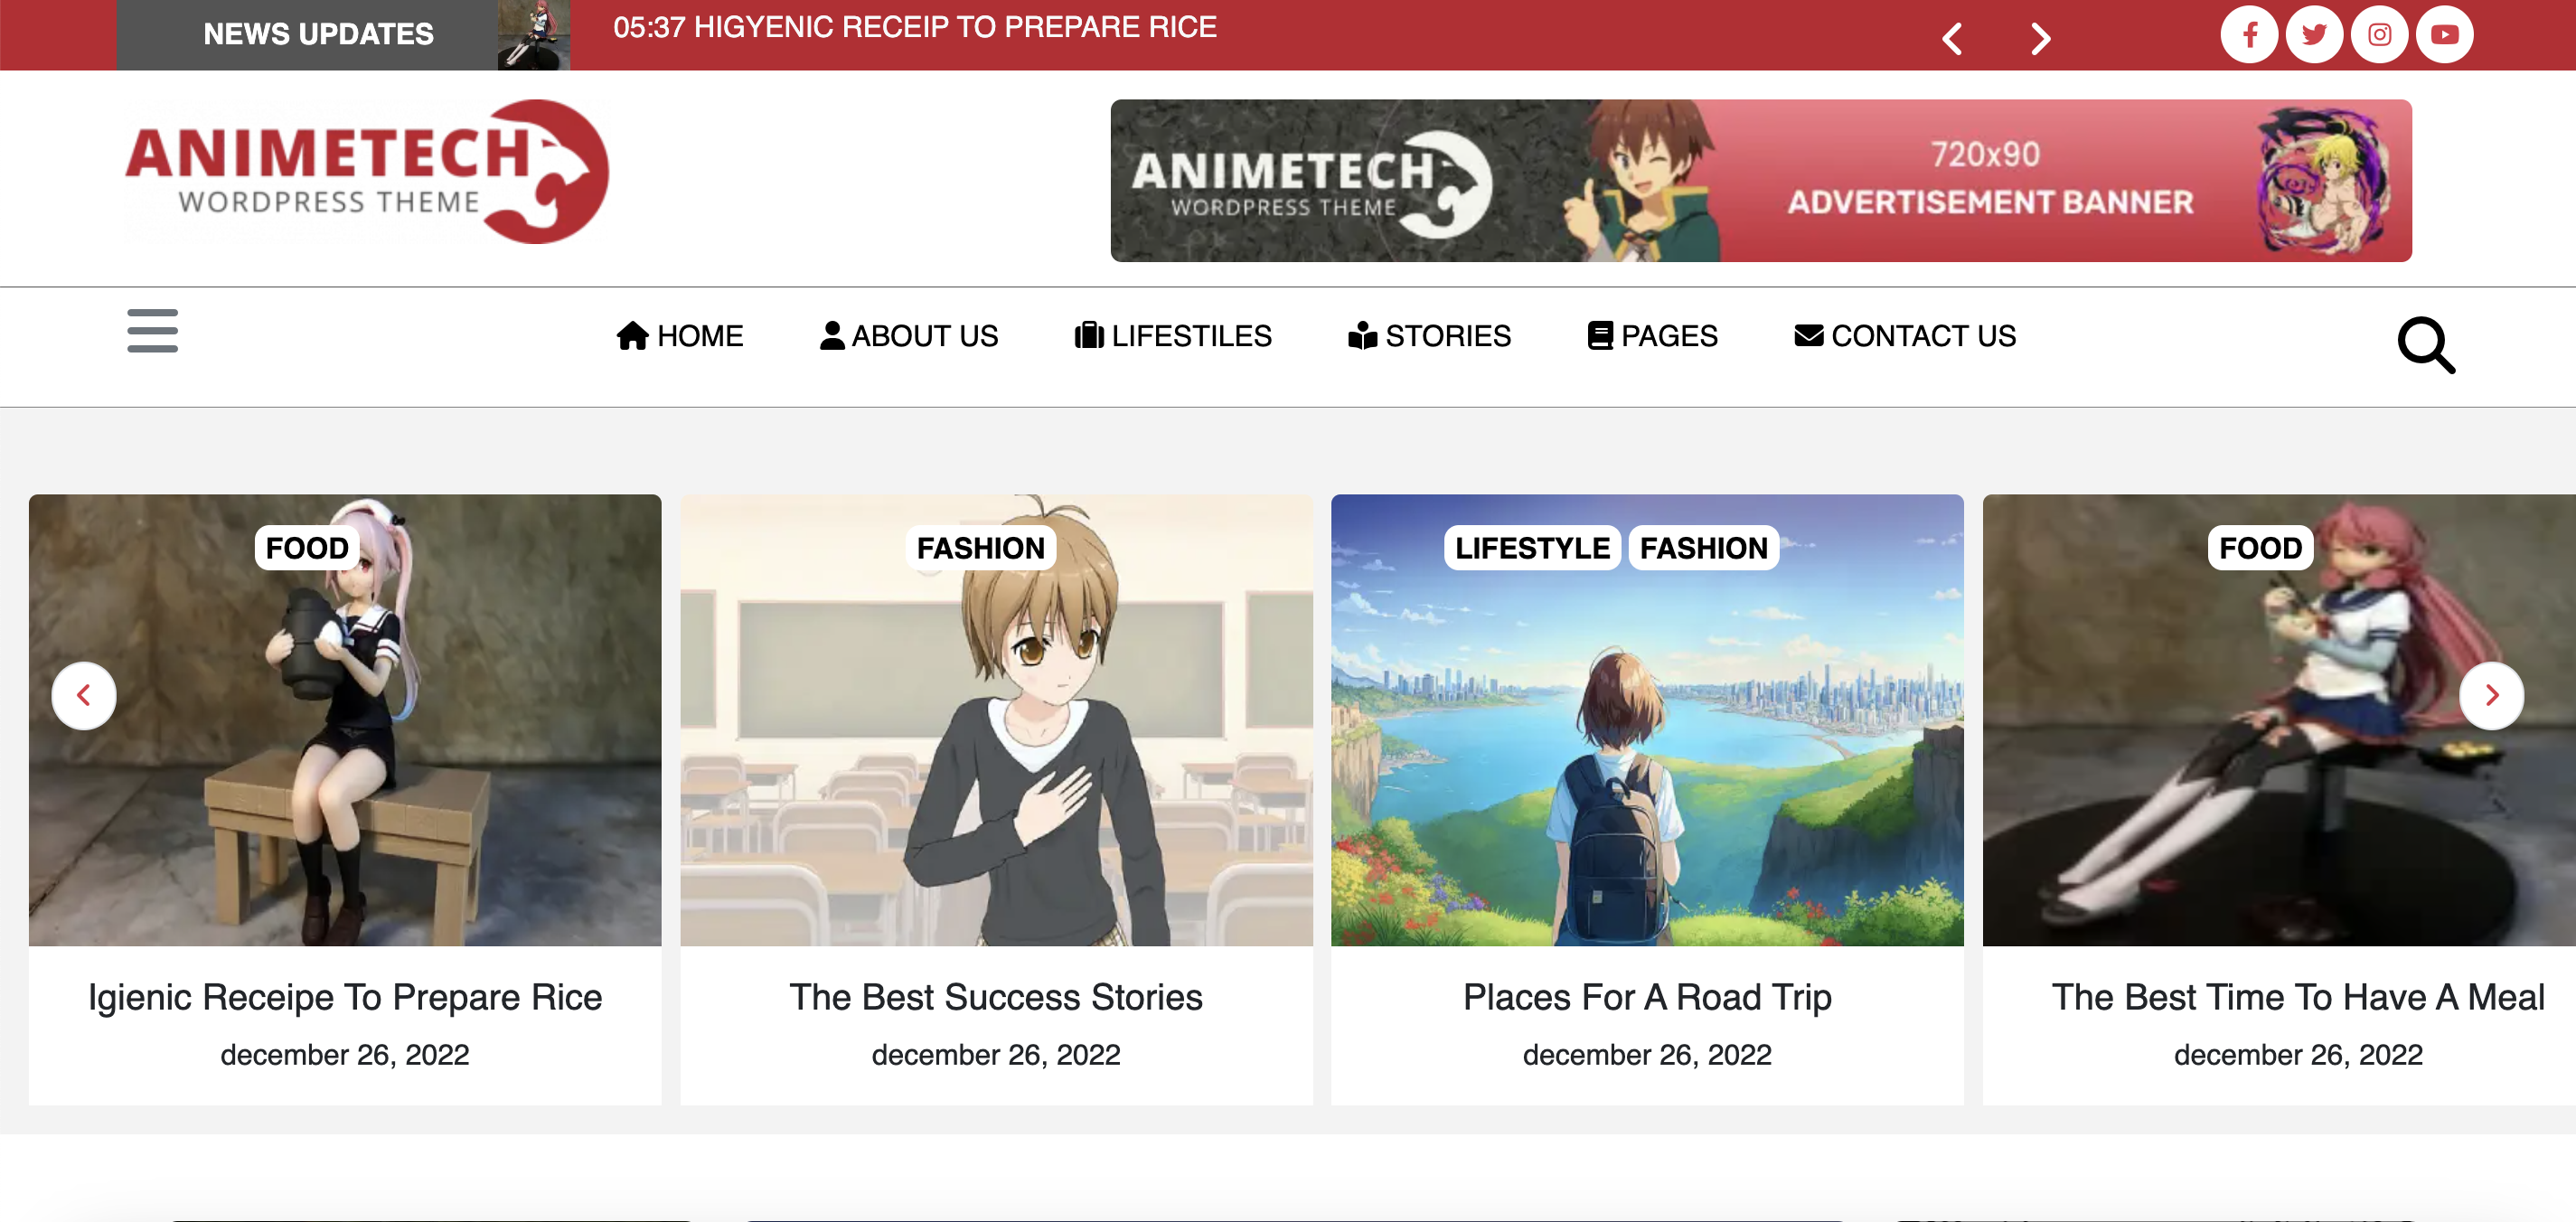 NEWS UPDATES
05:37 HIGYENIC RECEIP TO PREPARE RICE
ANIMETECH
WORDPRESS THEME
ANIMETECH
WORDPRESS THEME
720x90
ADVERTISEMENT BANNER
HOME
ABOUT US
LIFESTILES
STORIES
PAGES
CONTACT US
FOOD
FASHION
LIFESTYLE
FASHION
FOOD
Igienic Receipe To Prepare Rice
december 26, 2022
The Best Success Stories
december 26, 2022
Places For A Road Trip
december 26, 2022
The Best Time To Have A Meal
december 26, 2022